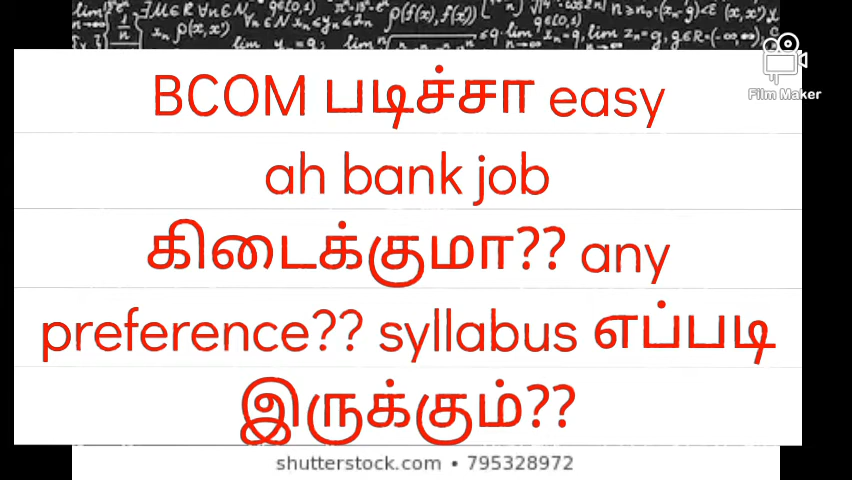 Film Maker
BCOM படிச்சா easy
ah bank job
கிடைக்குமா?? any
preference?? syllabus எப்படி
இருக்கும்??
shutterstock.com • 795328972